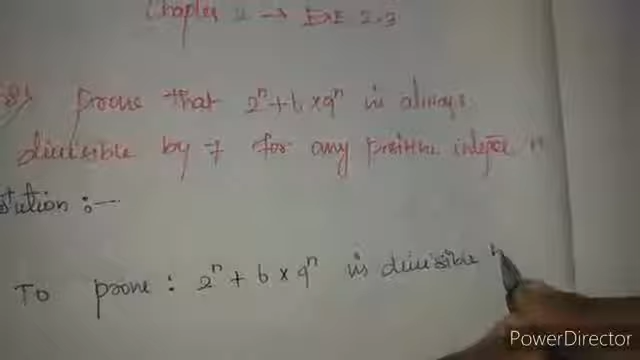 Chapter 2 → EXE 2.3
8) prove that 2ⁿ+6×9ⁿ is always
divisible by 7 for any positive integer n
Solution :-
To prove : 2ⁿ + 6 × 9ⁿ is divisible
PowerDirector